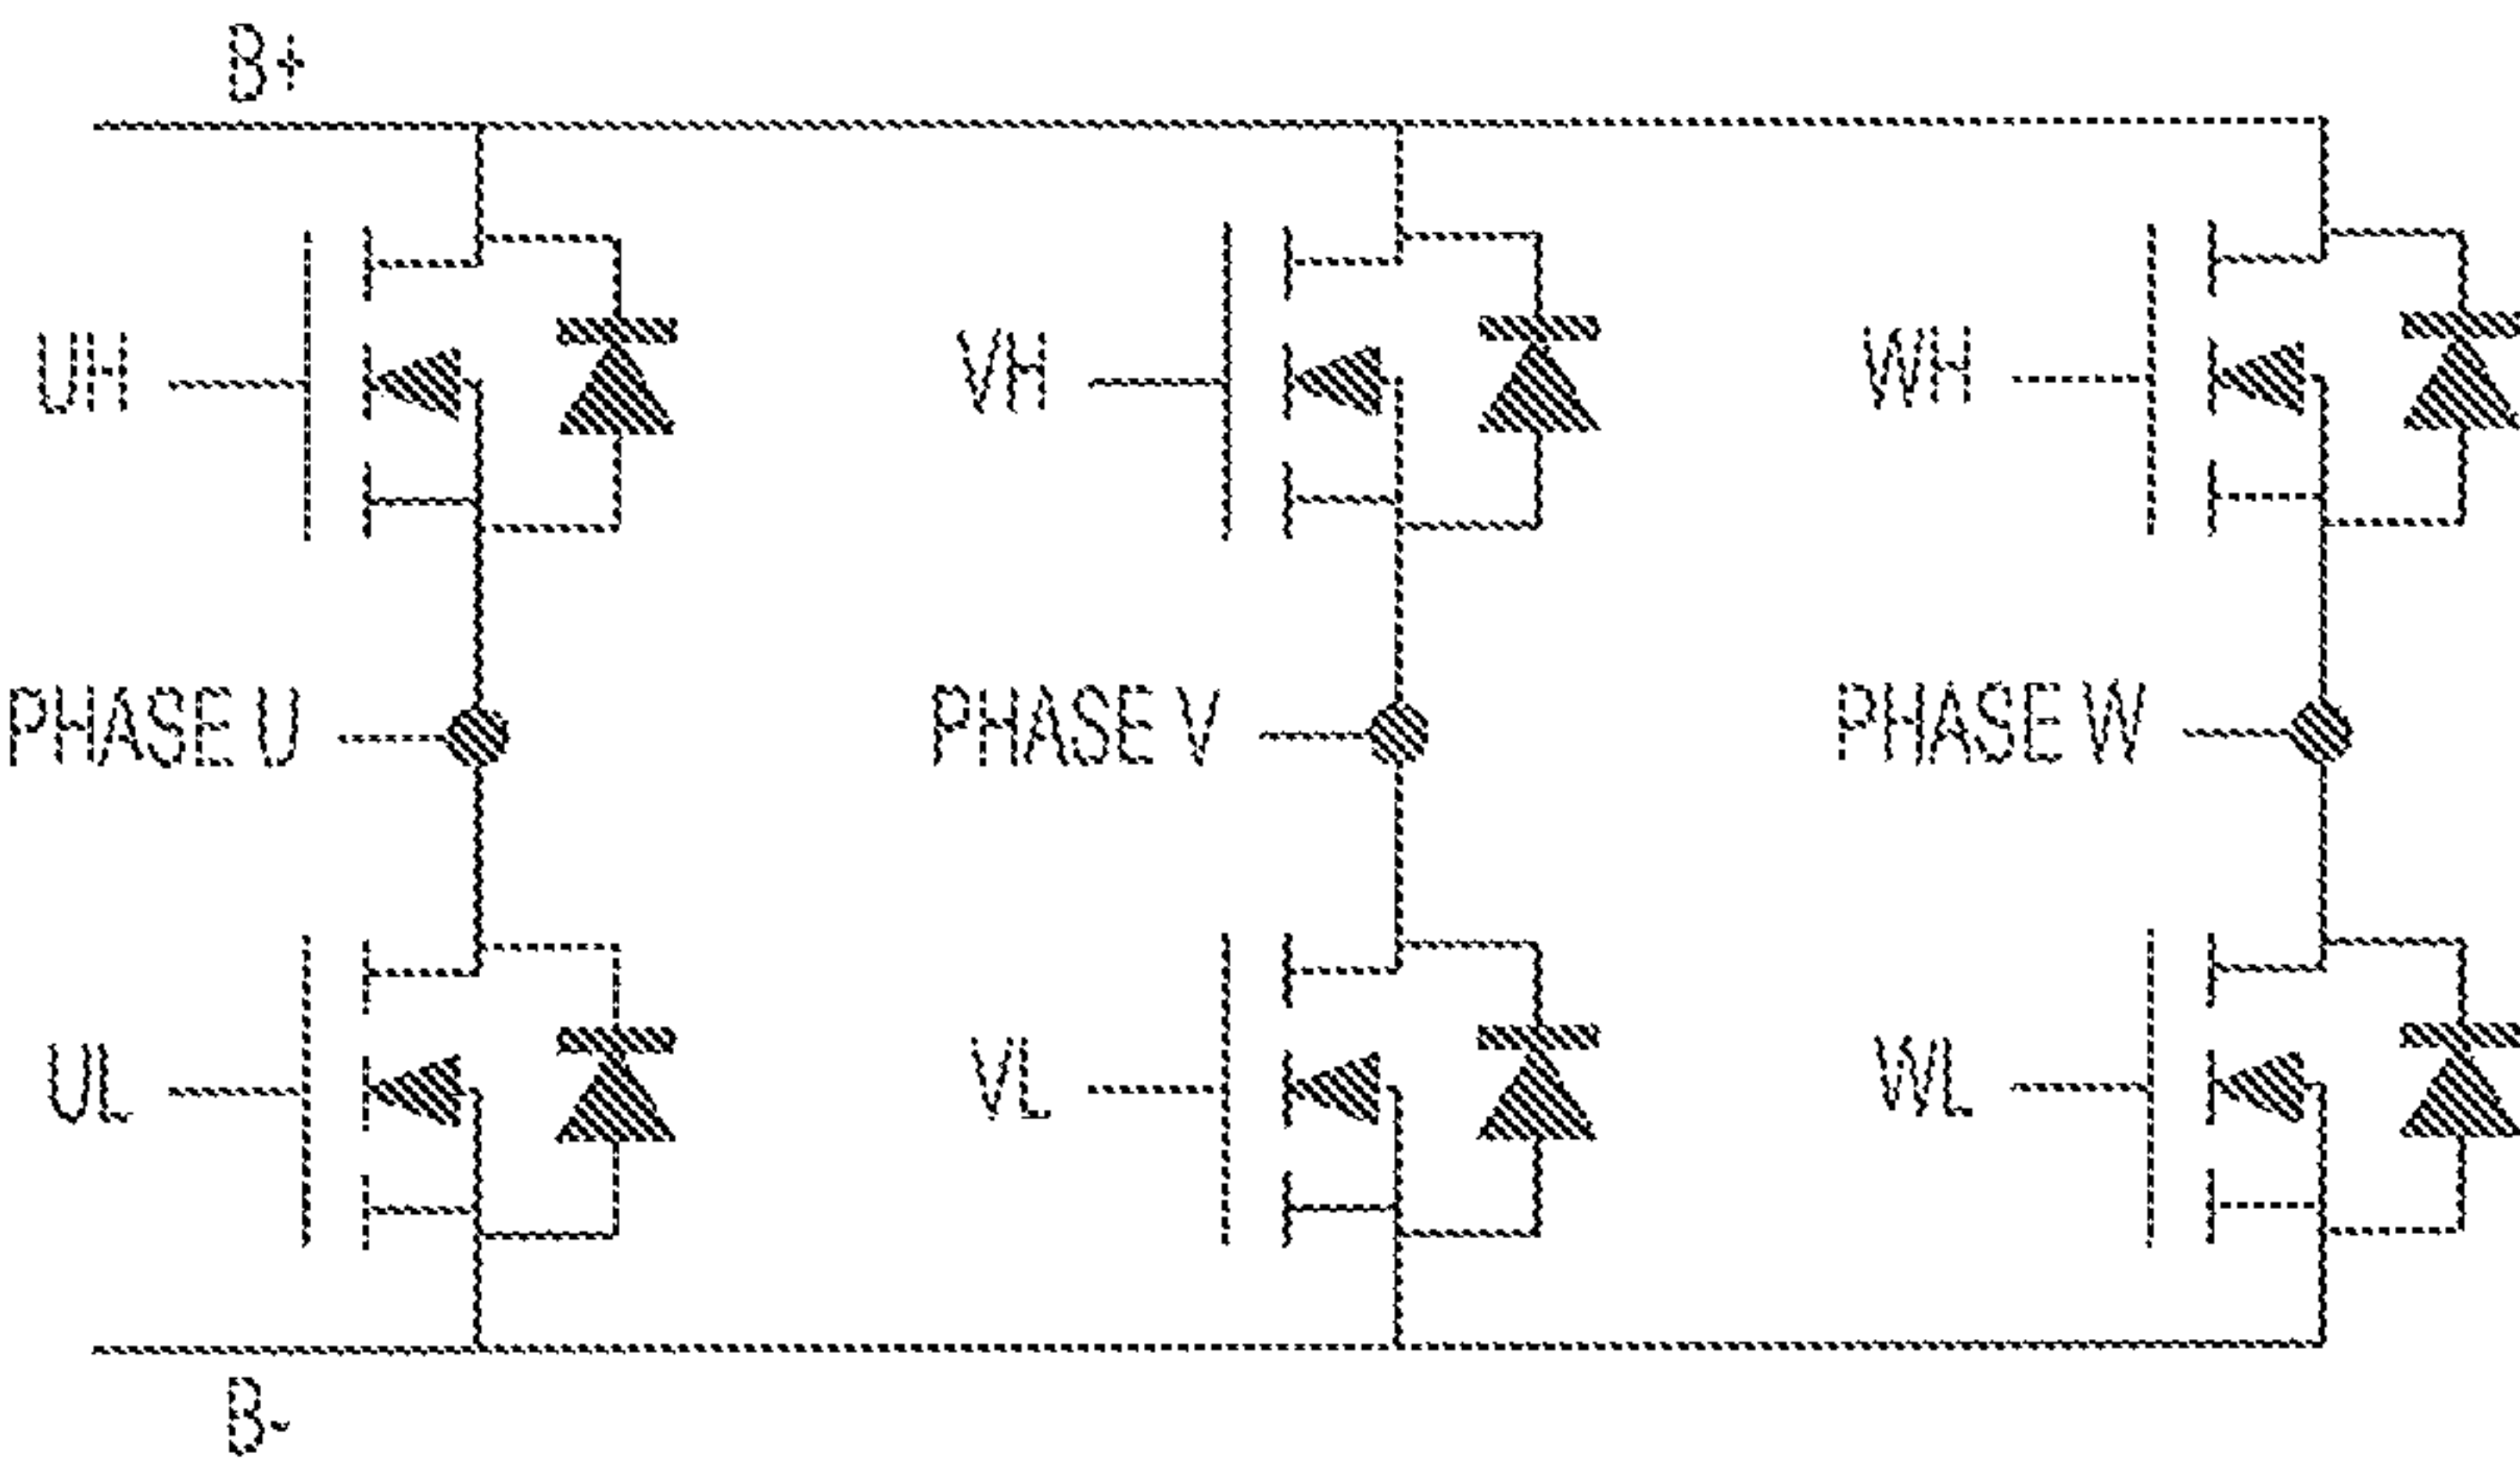 B+
UH
VH
WH
PHASE U
PHASE V
PHASE W
UL
VL
WL
B-